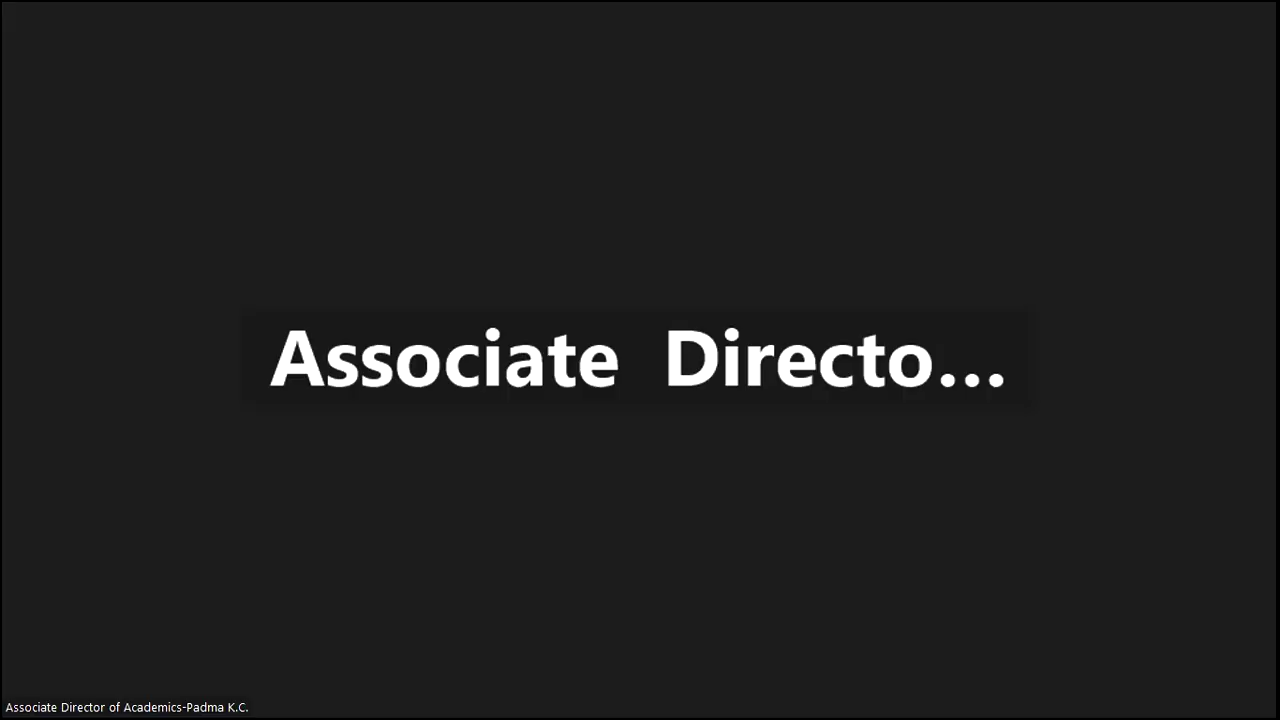 Associate Directo...
Associate Director of Academics-Padma K.C.